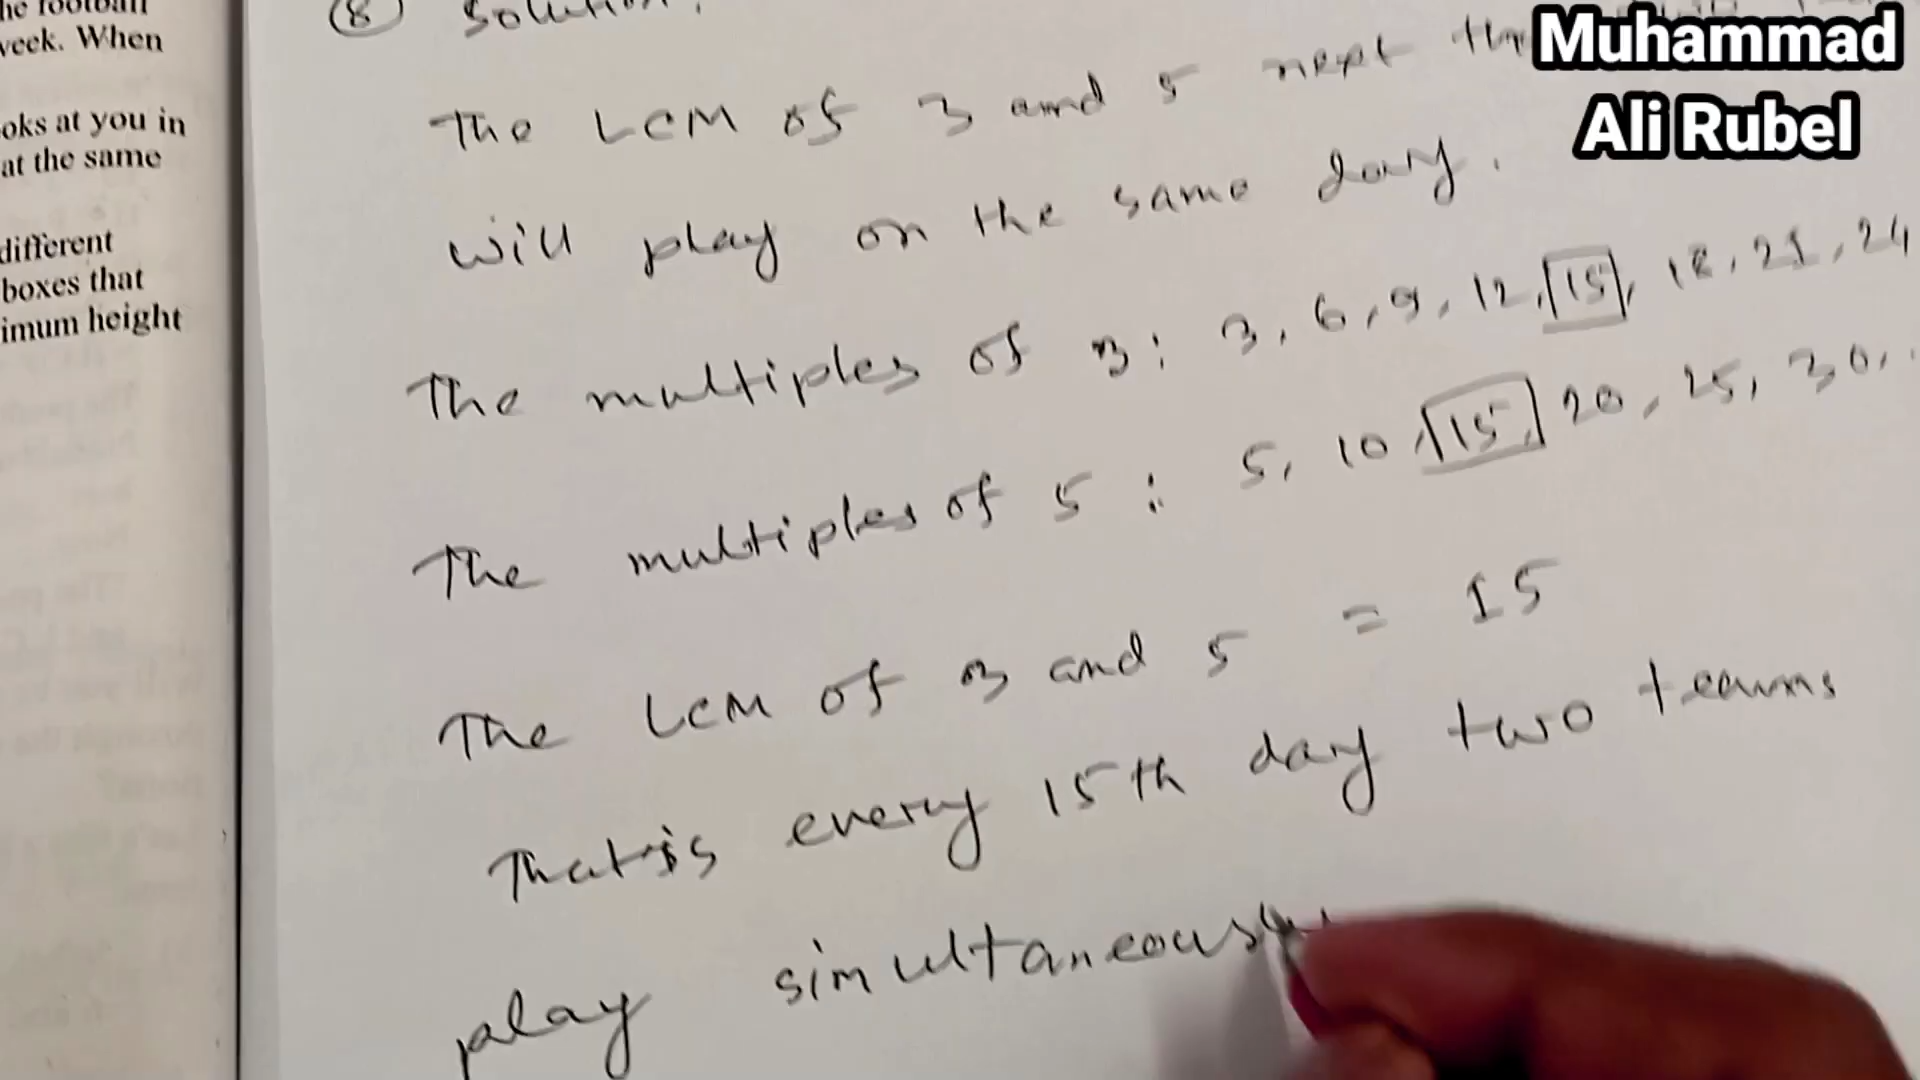 he football
week. When
oks at you in
at the same
different
boxes that
imum height
(8) Solution:
The LCM of 3 and 5 next
will play on the same day.
The multiples of 3: 3, 6, 9, 12, 15, 18, 21, 24
The multiples of 5: 5, 10, 15, 20, 25, 30,
The LCM of 3 and 5 = 15
That is every 15th day two teams
play simultaneously
Muhammad
Ali Rubel